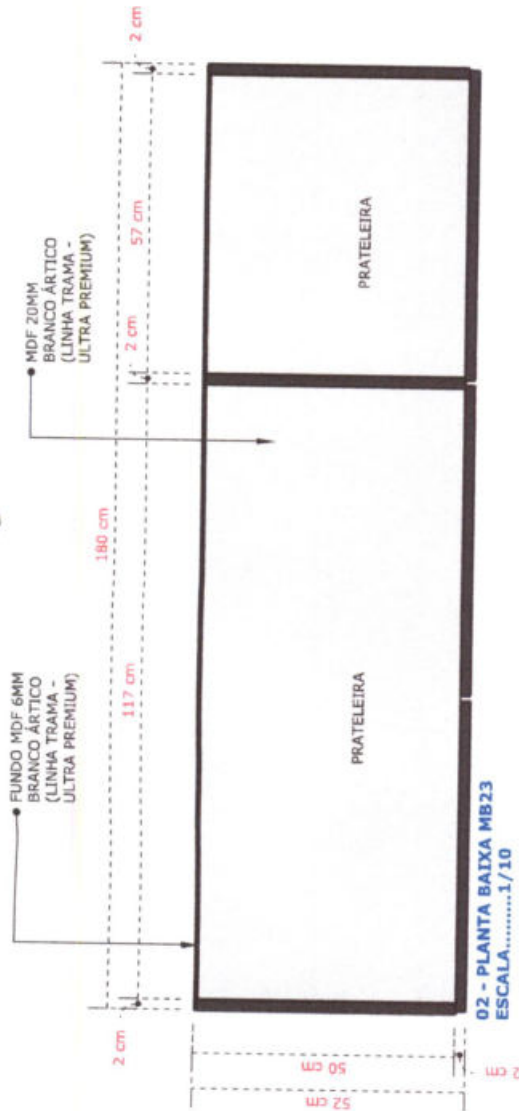 FUNDO MDF 6MM
BRANCO ÁRTICO
(LINHA TRAMA -
ULTRA PREMIUM)
MDF 20MM
BRANCO ÁRTICO
(LINHA TRAMA -
ULTRA PREMIUM)
180 cm
2 cm
117 cm
2 cm
57 cm
2 cm
52 cm
50 cm
2 cm
PRATELEIRA
PRATELEIRA
02 - PLANTA BAIXA MB23
ESCALA.........1/10